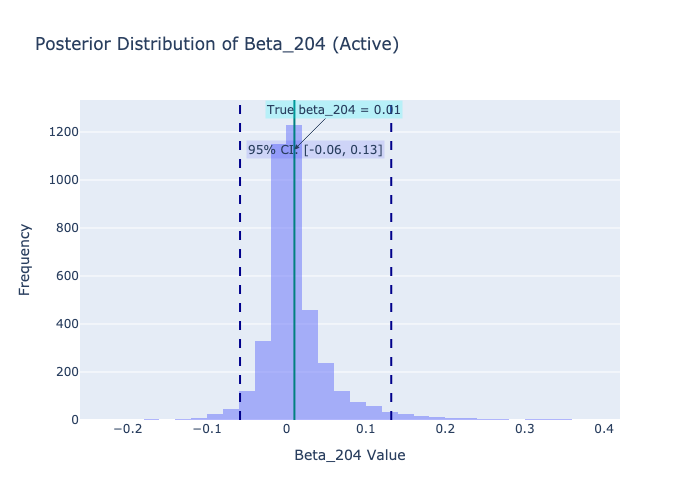 Posterior Distribution of Beta_204 (Active)
True beta_204 = 0.01
95% CI: [-0.06, 0.13]
1200
1000
800
600
400
200
0
Frequency
−0.2
−0.1
0
0.1
0.2
0.3
0.4
Beta_204 Value